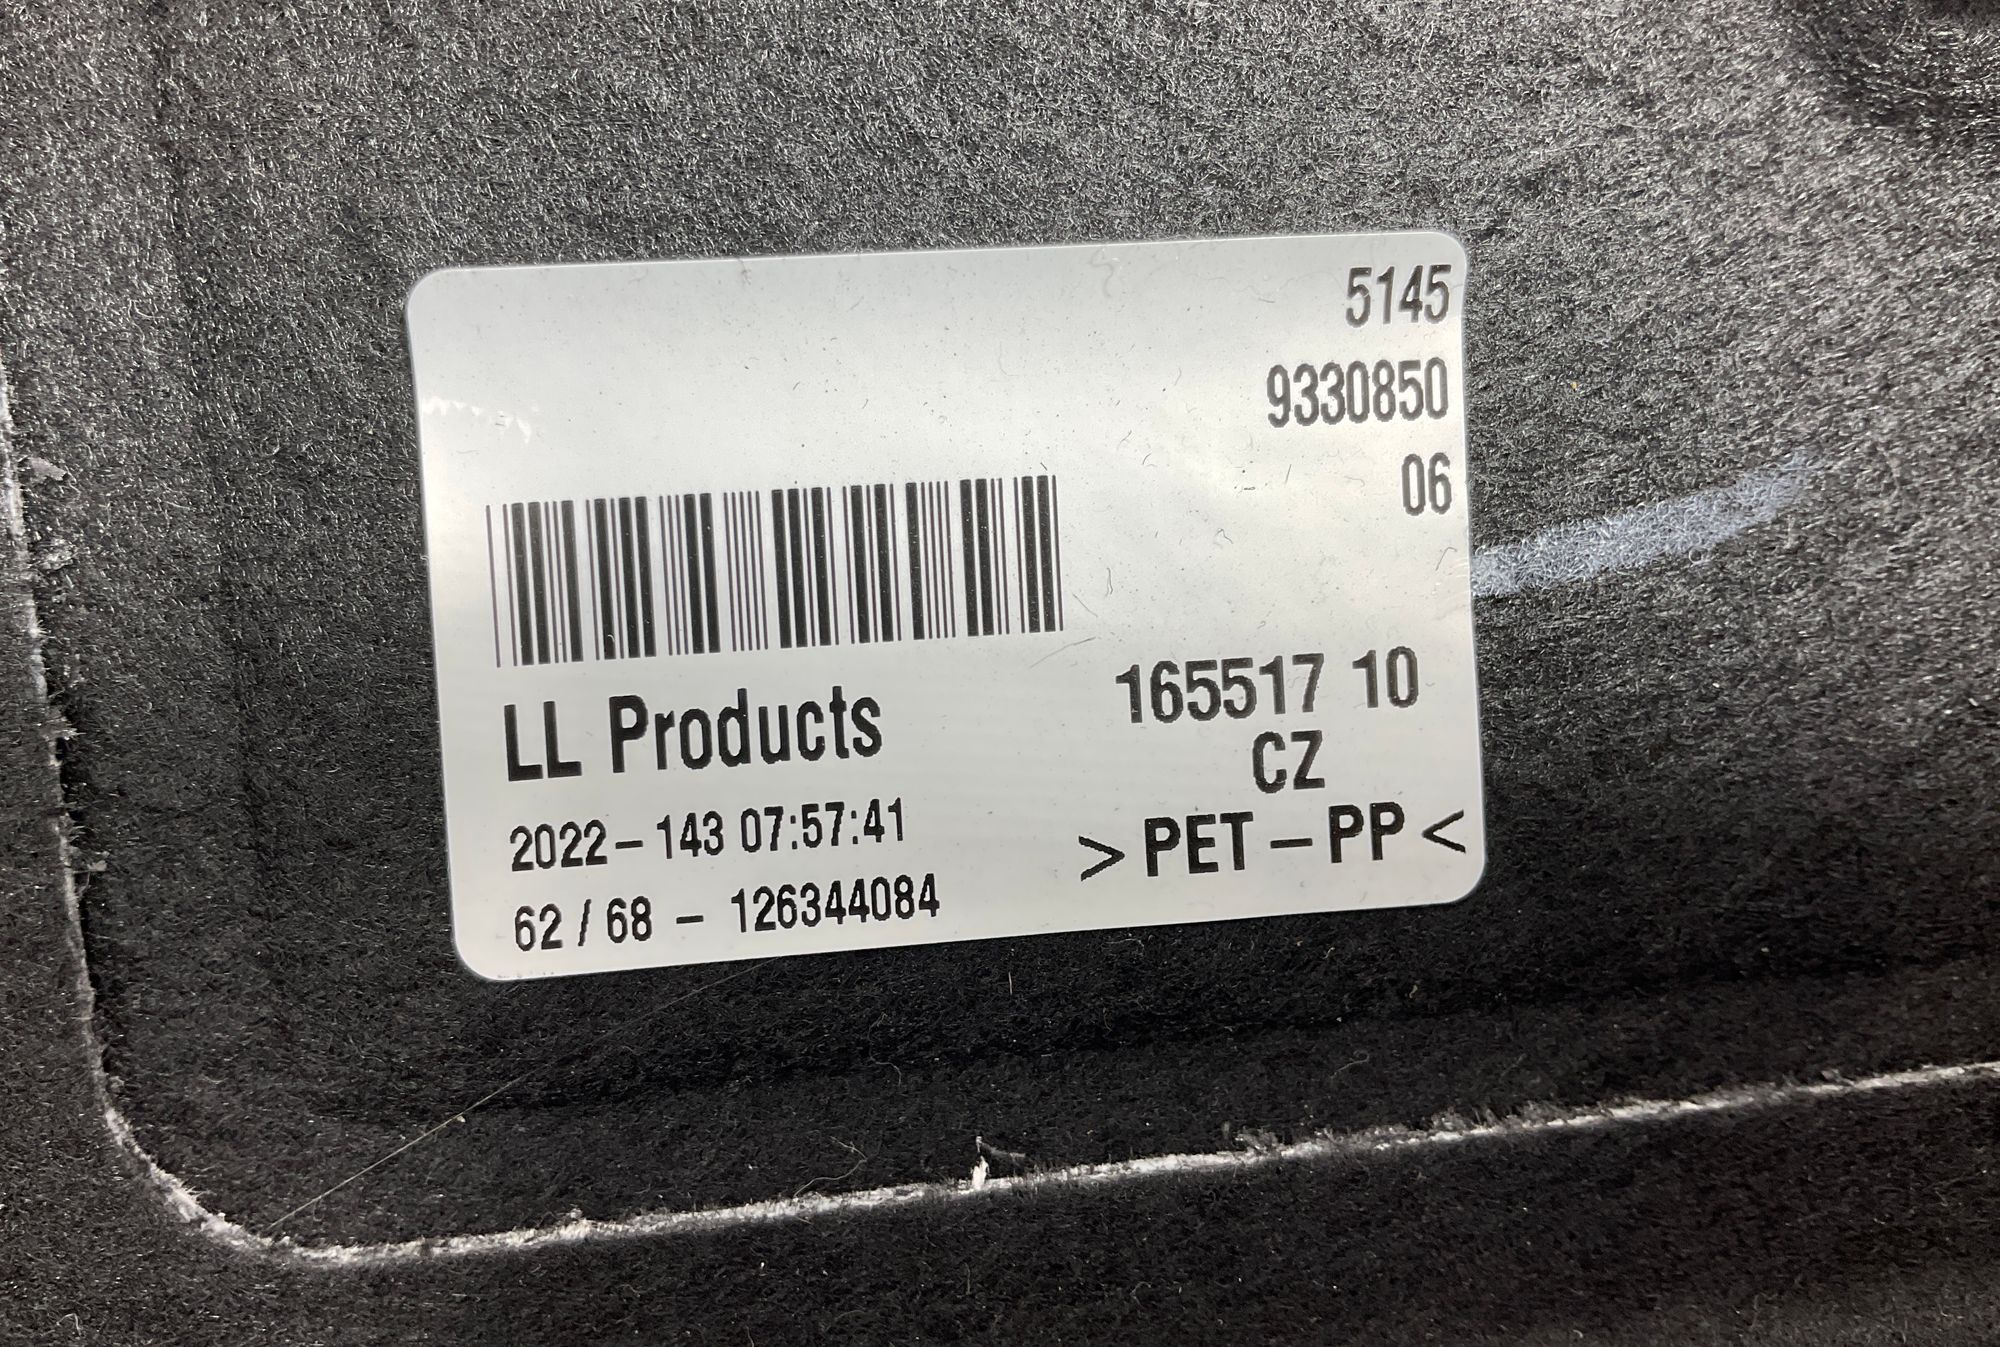 5145
9330850
06
165517 10
CZ
> PET – PP <
LL Products
2022– 143 07:57:41
62 / 68 – 126344084